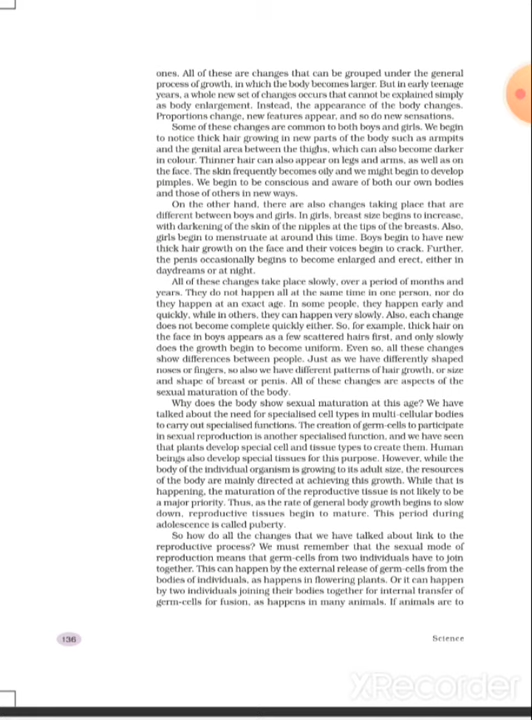 ones. All of these are changes that can be grouped under the general
process of growth, in which the body becomes larger. But in early teenage
years, a whole new set of changes occurs that cannot be explained simply
as body enlargement. Instead, the appearance of the body changes.
Proportions change, new features appear, and so do new sensations.
Some of these changes are common to both boys and girls. We begin
to notice thick hair growing in new parts of the body such as armpits
and the genital area between the thighs, which can also become darker
in colour. Thinner hair can also appear on legs and arms, as well as on
the face. The skin frequently becomes oily and we might begin to develop
pimples. We begin to be conscious and aware of both our own bodies
and those of others in new ways.
On the other hand, there are also changes taking place that are
different between boys and girls. In girls, breast size begins to increase,
with darkening of the skin of the nipples at the tips of the breasts. Also,
girls begin to menstruate at around this time. Boys begin to have new
thick hair growth on the face and their voices begin to crack. Further,
the penis occasionally begins to become enlarged and erect, either in
daydreams or at night.
All of these changes take place slowly, over a period of months and
years. They do not happen all at the same time in one person, nor do
they happen at an exact age. In some people, they happen early and
quickly, while in others, they can happen very slowly. Also, each change
does not become complete quickly either. So, for example, thick hair on
the face in boys appears as a few scattered hairs first, and only slowly
does the growth begin to become uniform. Even so, all these changes
show differences between people. Just as we have differently shaped
noses or fingers, so also we have different patterns of hair growth, or size
and shape of breast or penis. All of these changes are aspects of the
sexual maturation of the body.
Why does the body show sexual maturation at this age? We have
talked about the need for specialised cell types in multi-cellular bodies
to carry out specialised functions. The creation of germ-cells to participate
in sexual reproduction is another specialised function, and we have seen
that plants develop special cell and tissue types to create them. Human
beings also develop special tissues for this purpose. However, while the
body of the individual organism is growing to its adult size, the resources
of the body are mainly directed at achieving this growth. While that is
happening, the maturation of the reproductive tissue is not likely to be
a major priority. Thus, as the rate of general body growth begins to slow
down, reproductive tissues begin to mature. This period during
adolescence is called puberty.
So how do all the changes that we have talked about link to the
reproductive process? We must remember that the sexual mode of
reproduction means that germ-cells from two individuals have to join
together. This can happen by the external release of germ-cells from the
bodies of individuals, as happens in flowering plants. Or it can happen
by two individuals joining their bodies together for internal transfer of
germ-cells for fusion, as happens in many animals. If animals are to
136
Science
XRecorder